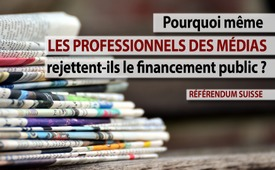 Pourquoi même
LES PROFESSIONNELS DES MÉDIAS
rejettent-ils le financement public ?
RÉFÉRENDUM SUISSE